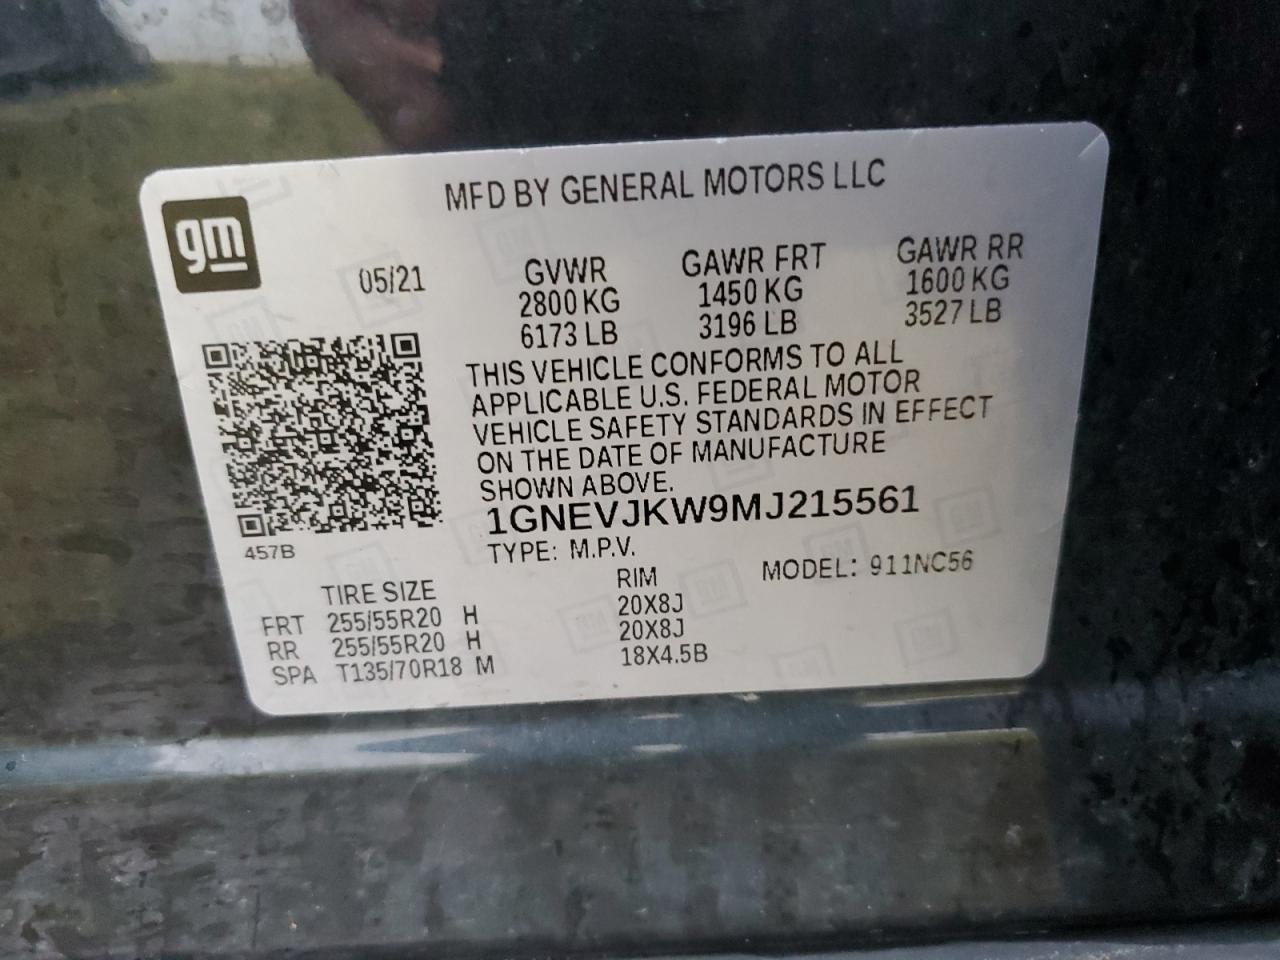 gm
MFD BY GENERAL MOTORS LLC
05/21
GVWR
2800 KG
6173 LB
GAWR FRT
1450 KG
3196 LB
GAWR RR
1600 KG
3527 LB
THIS VEHICLE CONFORMS TO ALL
APPLICABLE U.S. FEDERAL MOTOR
VEHICLE SAFETY STANDARDS IN EFFECT
ON THE DATE OF MANUFACTURE
SHOWN ABOVE.
1GNEVJKW9MJ215561
457B
TYPE: M.P.V.
MODEL: 911NC56
TIRE SIZE RIM
FRT 255/55R20 H 20X8J
RR 255/55R20 H 20X8J
SPA T135/70R18 M 18X4.5B